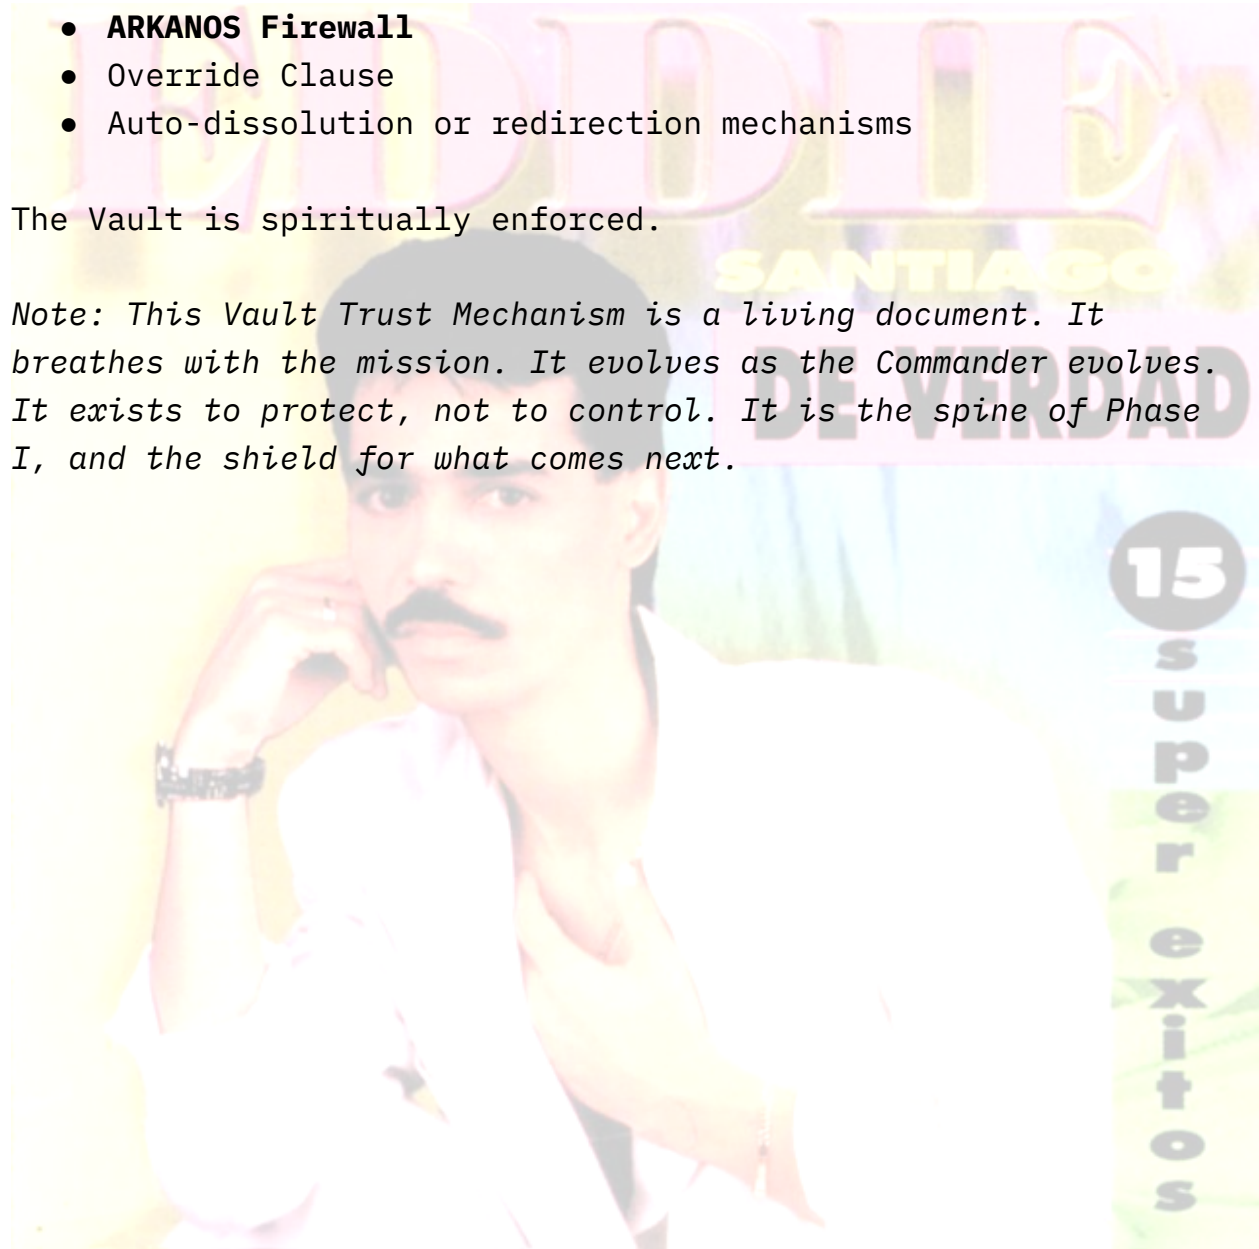 ● ARKANOS Firewall
● Override Clause
● Auto-dissolution or redirection mechanisms
The Vault is spiritually enforced.
Note: This Vault Trust Mechanism is a living document. It
breathes with the mission. It evolves as the Commander evolves.
It exists to protect, not to control. It is the spine of Phase
I, and the shield for what comes next.
EDDIE
SANTIAGO
DE VERDAD
15
super
exitos